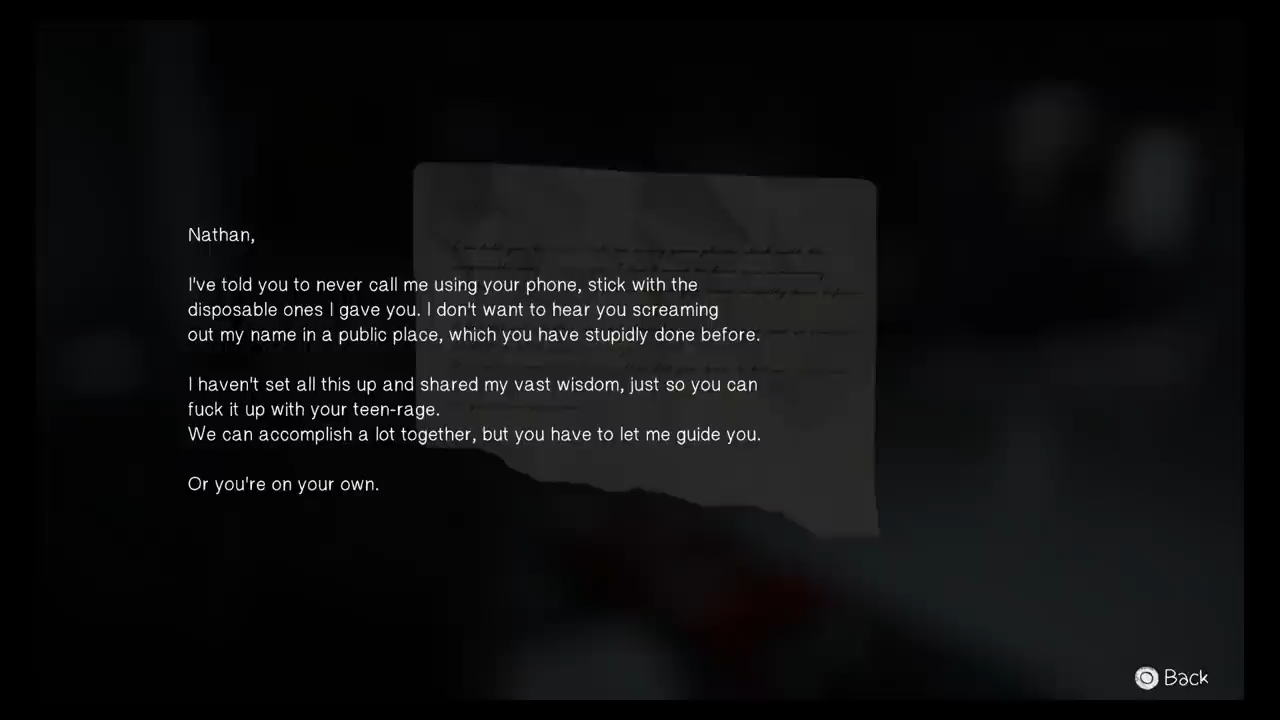 Nathan,
I've told you to never call me using your phone, stick with the
disposable ones I gave you. I don't want to hear you screaming
out my name in a public place, which you have stupidly done before.
I haven't set all this up and shared my vast wisdom, just so you can
fuck it up with your teen-rage.
We can accomplish a lot together, but you have to let me guide you.
Or you're on your own.
Back